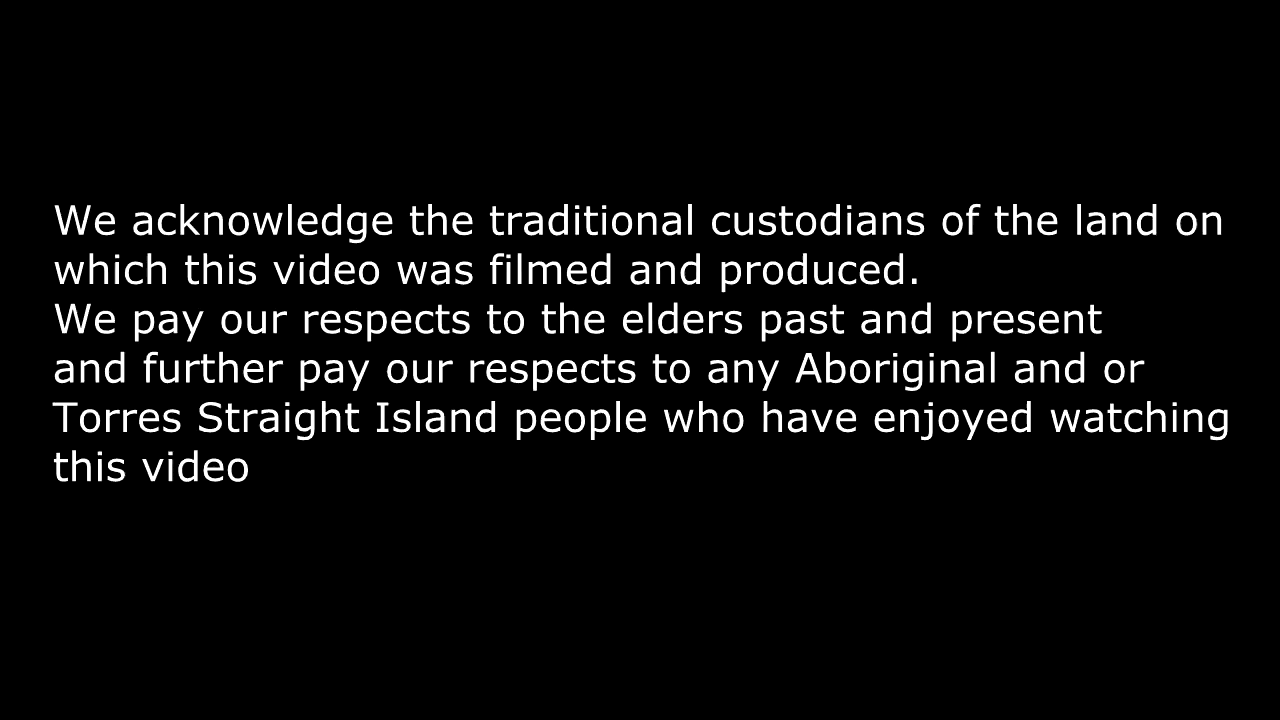 We acknowledge the traditional custodians of the land on
which this video was filmed and produced.
We pay our respects to the elders past and present
and further pay our respects to any Aboriginal and or
Torres Straight Island people who have enjoyed watching
this video